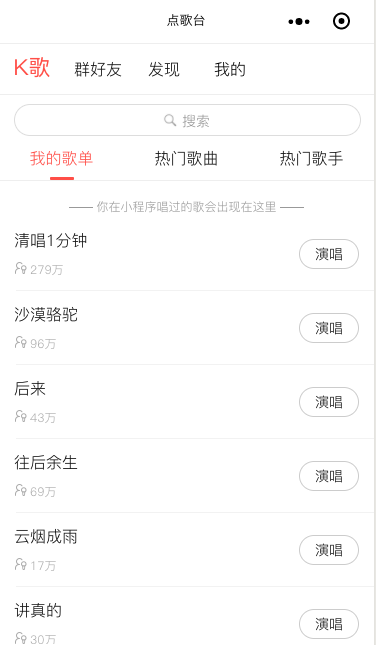 点歌台
K歌 群好友 发现 我的
搜索
我的歌单 热门歌曲 热门歌手
你在小程序唱过的歌会出现在这里
清唱1分钟
279万
演唱
沙漠骆驼
96万
演唱
后来
43万
演唱
往后余生
69万
演唱
云烟成雨
17万
演唱
讲真的
30万
演唱